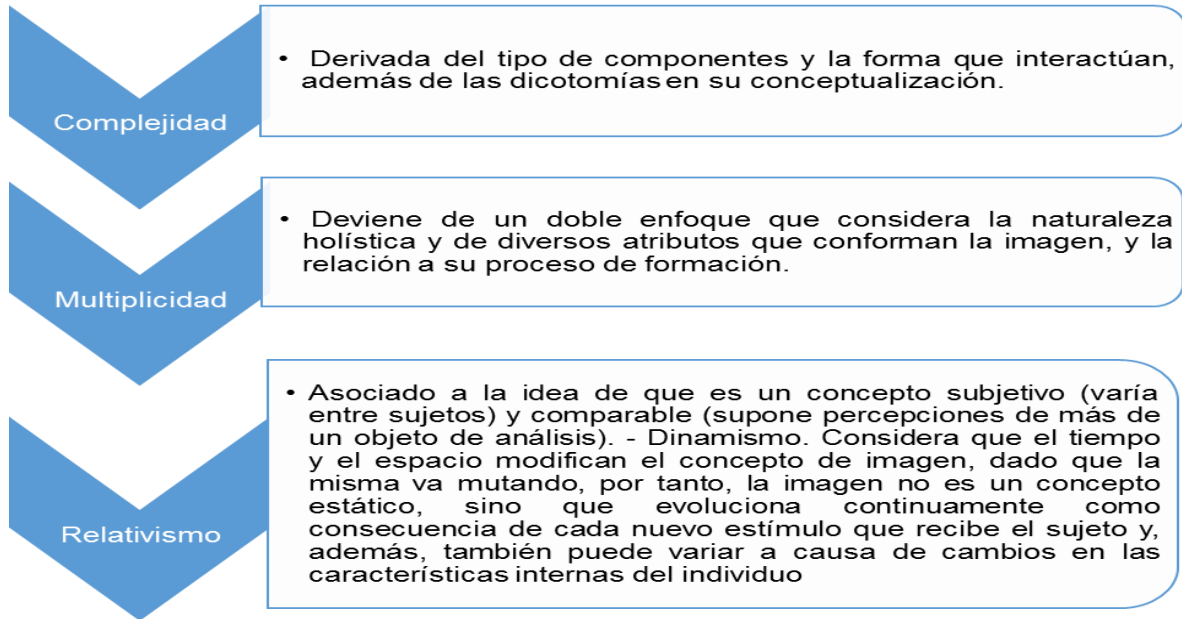 Complejidad
• Derivada del tipo de componentes y la forma que interactúan,
además de las dicotomías en su conceptualización.
Multiplicidad
• Deviene de un doble enfoque que considera la naturaleza
holística y de diversos atributos que conforman la imagen, y la
relación a su proceso de formación.
Relativismo
• Asociado a la idea de que es un concepto subjetivo (varía
entre sujetos) y comparable (supone percepciones de más de
un objeto de análisis). - Dinamismo. Considera que el tiempo
y el espacio modifican el concepto de imagen, dado que la
misma va mutando, por tanto, la imagen no es un concepto
estático, sino que evoluciona continuamente como
consecuencia de cada nuevo estímulo que recibe el sujeto y,
además, también puede variar a causa de cambios en las
características internas del individuo